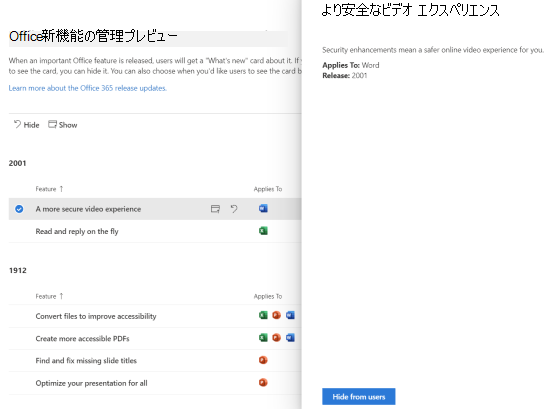 Office新機能の管理プレビュー
When an important Office feature is released, users will get a "What's new" card about it. If
to see the card, you can hide it. You can also choose when you'd like users to see the card b
Learn more about the Office 365 release updates.
Hide Show
2001
Feature ↑ Applies To
A more secure video experience
Read and reply on the fly
1912
Feature ↑ Applies To
Convert files to improve accessibility
Create more accessible PDFs
Find and fix missing slide titles
Optimize your presentation for all
より安全なビデオ エクスペリエンス
Security enhancements mean a safer online video experience for you.
Applies To: Word
Release: 2001
Hide from users